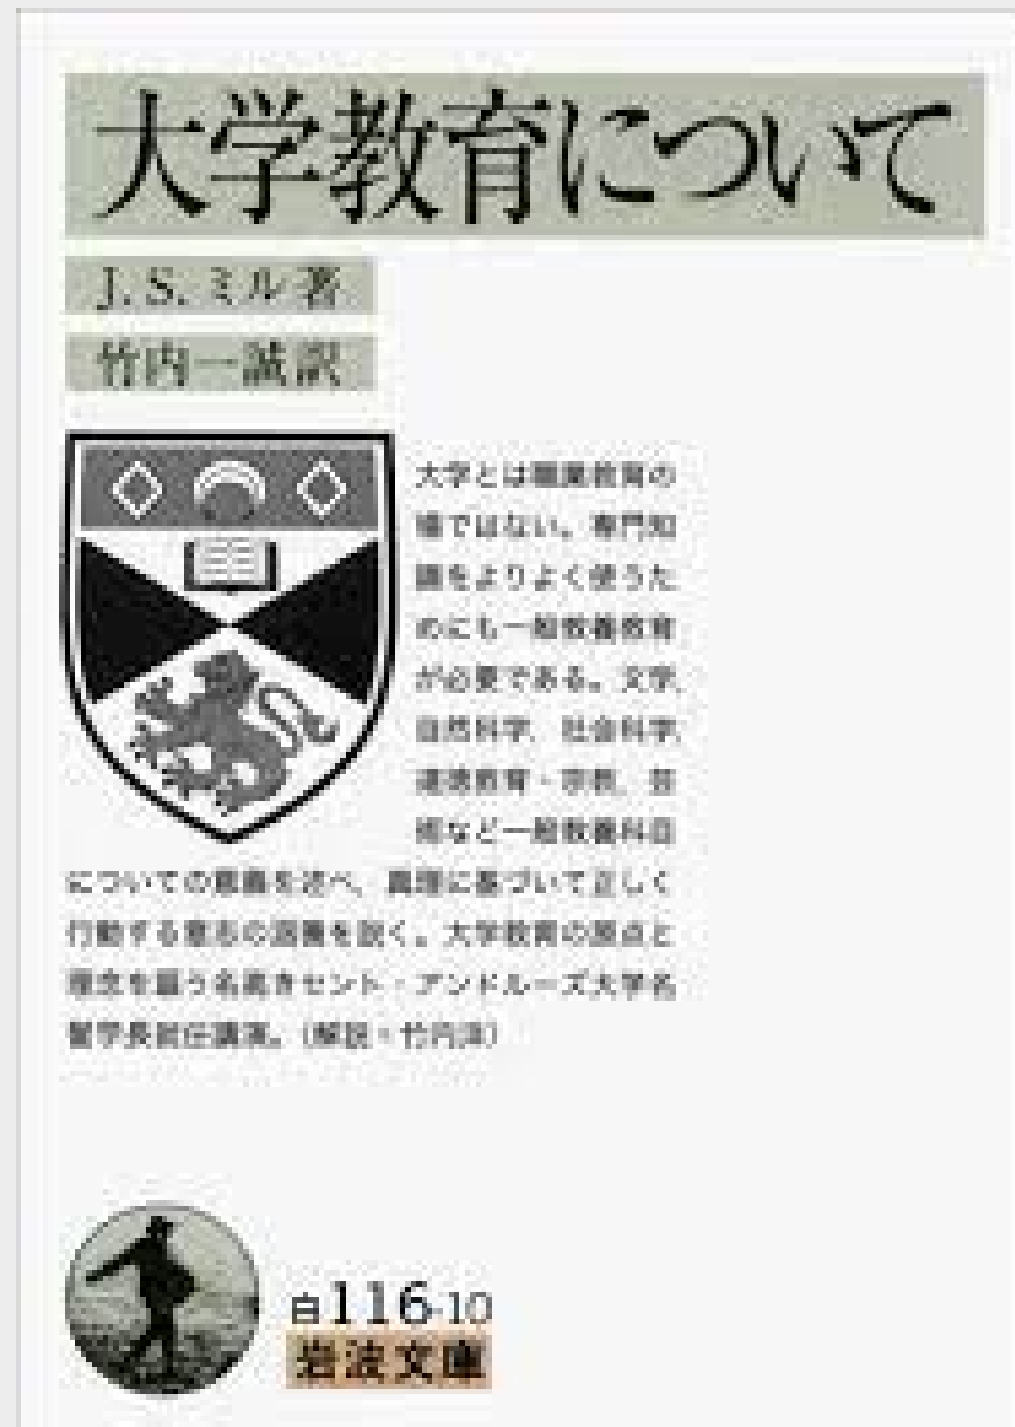 大学教育について
J. S. ミル 著
竹内一誠 訳
大学とは職業教育の
場ではない。専門知
識をよりよく使うた
めにも一般教養教育
が必要である。文学、
自然科学、社会科学、
道徳教育・宗教、芸
術など一般教養科目
についての意義を述べ、真理に基づいて正しく
行動する意志の涵養を説く。大学教育の原点と
理念を謳う名高きセント・アンドルーズ大学名
誉学長就任講演。(解説・竹内洋)
白116-10
岩波文庫